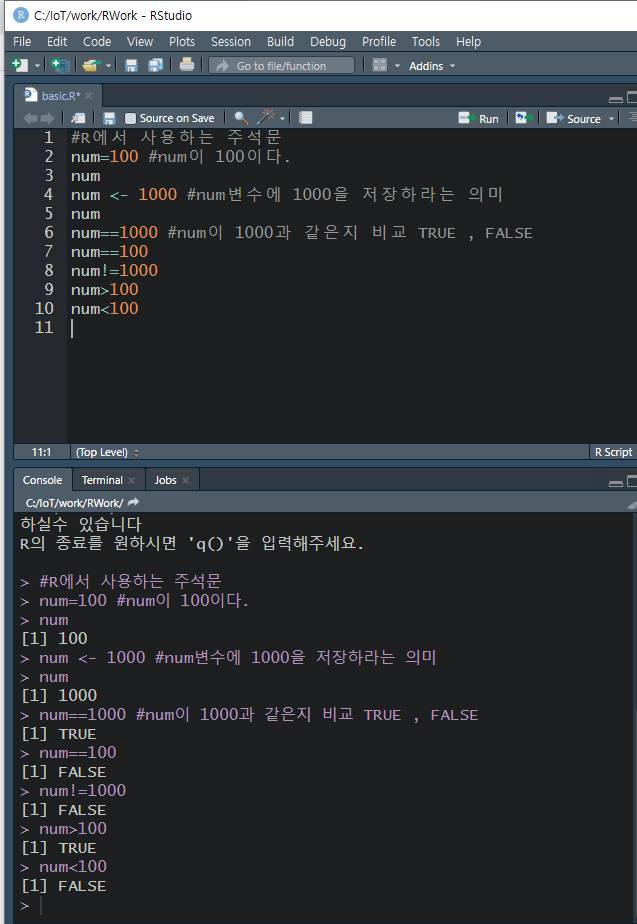 C:/IoT/work/RWork - RStudio
File Edit Code View Plots Session Build Debug Profile Tools Help
Go to file/function Addins
basic.R*
Source on Save Run Source
1 #R에서 사용하는 주석문
2 num=100 #num이 100이다.
3 num
4 num <- 1000 #num변수에 1000을 저장하라는 의미
5 num
6 num==1000 #num이 1000과 같은지 비교 TRUE , FALSE
7 num==100
8 num!=1000
9 num>100
10 num<100
11
11:1 (Top Level) R Script
Console Terminal Jobs
C:/IoT/work/RWork/
하실수 있습니다
R의 종료를 원하시면 'q()'을 입력해주세요.
> #R에서 사용하는 주석문
> num=100 #num이 100이다.
> num
[1] 100
> num <- 1000 #num변수에 1000을 저장하라는 의미
> num
[1] 1000
> num==1000 #num이 1000과 같은지 비교 TRUE , FALSE
[1] TRUE
> num==100
[1] FALSE
> num!=1000
[1] FALSE
> num>100
[1] TRUE
> num<100
[1] FALSE
>